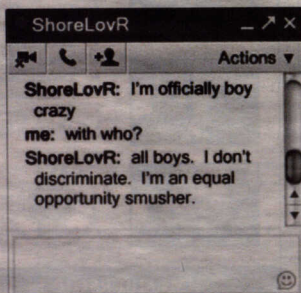 ShoreLovR
Actions
ShoreLovR: I'm officially boy
crazy
me: with who?
ShoreLovR: all boys. I don't
discriminate. I'm an equal
opportunity smusher.